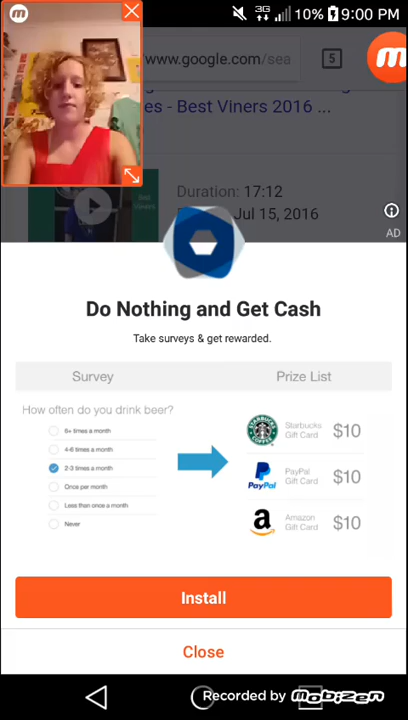 3G 10% 9:00 PM
www.google.com/sea
5
es - Best Viners 2016 ...
Duration: 17:12
Jul 15, 2016
AD
Do Nothing and Get Cash
Take surveys & get rewarded.
Survey Prize List
How often do you drink beer?
6+ times a month
4-6 times a month
2-3 times a month
Once per month
Less than once a month
Never
Starbucks Gift Card $10
PayPal PayPal Gift Card $10
Amazon Gift Card $10
Install
Close
Recorded by mobizen